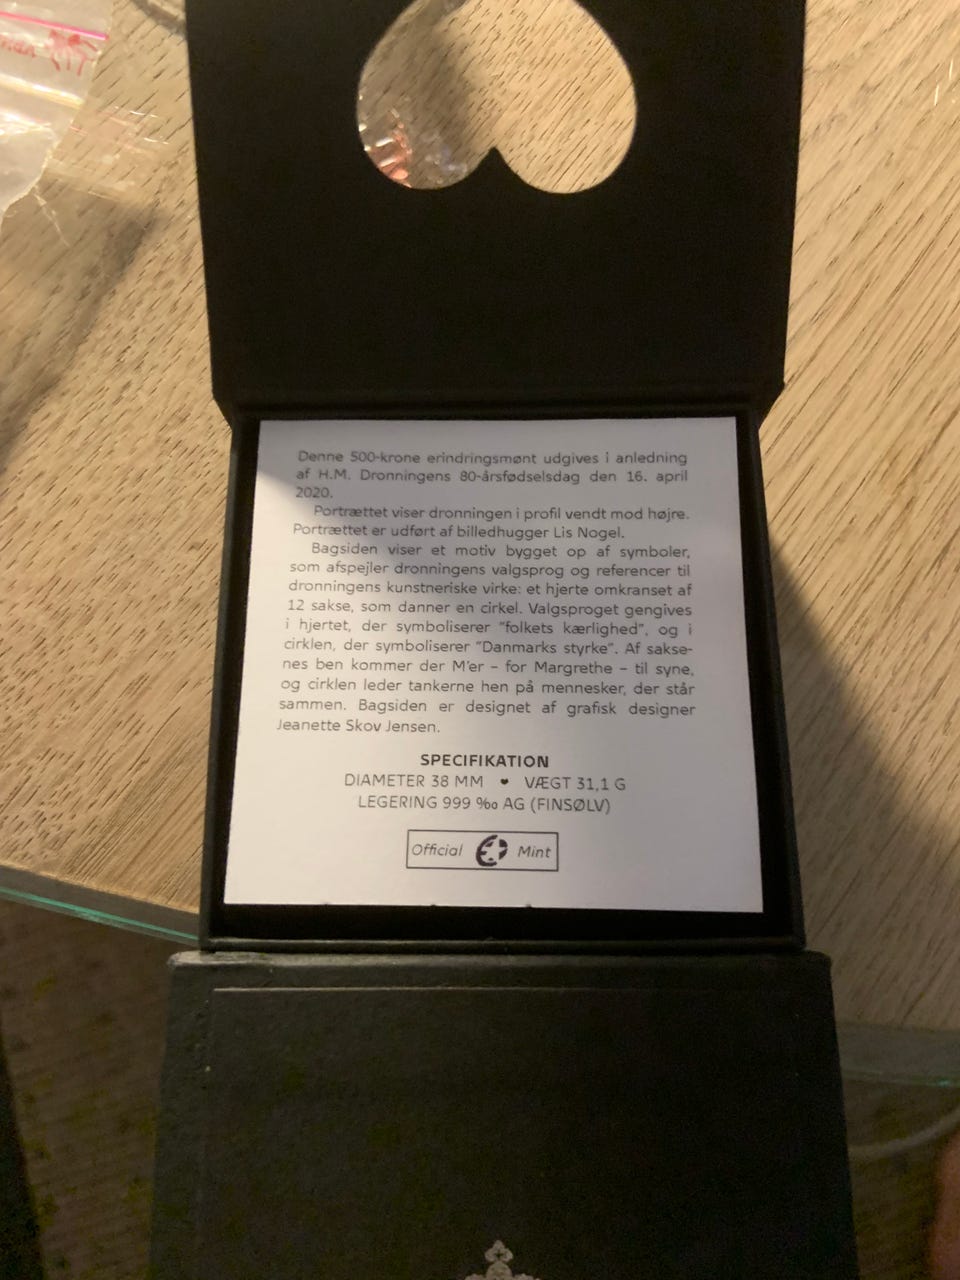 Denne 500-krone erindringsmønt udgives i anledning
af H.M. Dronningens 80-årsfødselsdag den 16. april
2020.
Portrættet viser dronningen i profil vendt mod højre.
Portrættet er udført af billedhugger Lis Nogel.
Bagsiden viser et motiv bygget op af symboler,
som afspejler dronningens valgsprog og referencer til
dronningens kunstneriske virke: et hjerte omkranset af
12 sakse, som danner en cirkel. Valgsproget gengives
i hjertet, der symboliserer "folkets kærlighed", og i
cirklen, der symboliserer "Danmarks styrke". Af sakse-
nes ben kommer der M'er – for Margrethe – til syne,
og cirklen leder tankerne hen på mennesker, der står
sammen. Bagsiden er designet af grafisk designer
Jeanette Skov Jensen.
SPECIFIKATION
DIAMETER 38 MM ♥ VÆGT 31,1 G
LEGERING 999 ‰ AG (FINSØLV)
Official Mint